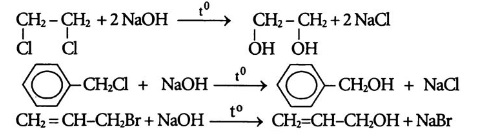 CH₂ – CH₂ + 2 NaOH —t⁰→ CH₂ – CH₂ + 2 NaCl
Cl Cl OH OH
–CH₂Cl + NaOH —t⁰→ –CH₂OH + NaCl
CH₂=CH–CH₂Br + NaOH —t⁰→ CH₂=CH–CH₂OH + NaBr